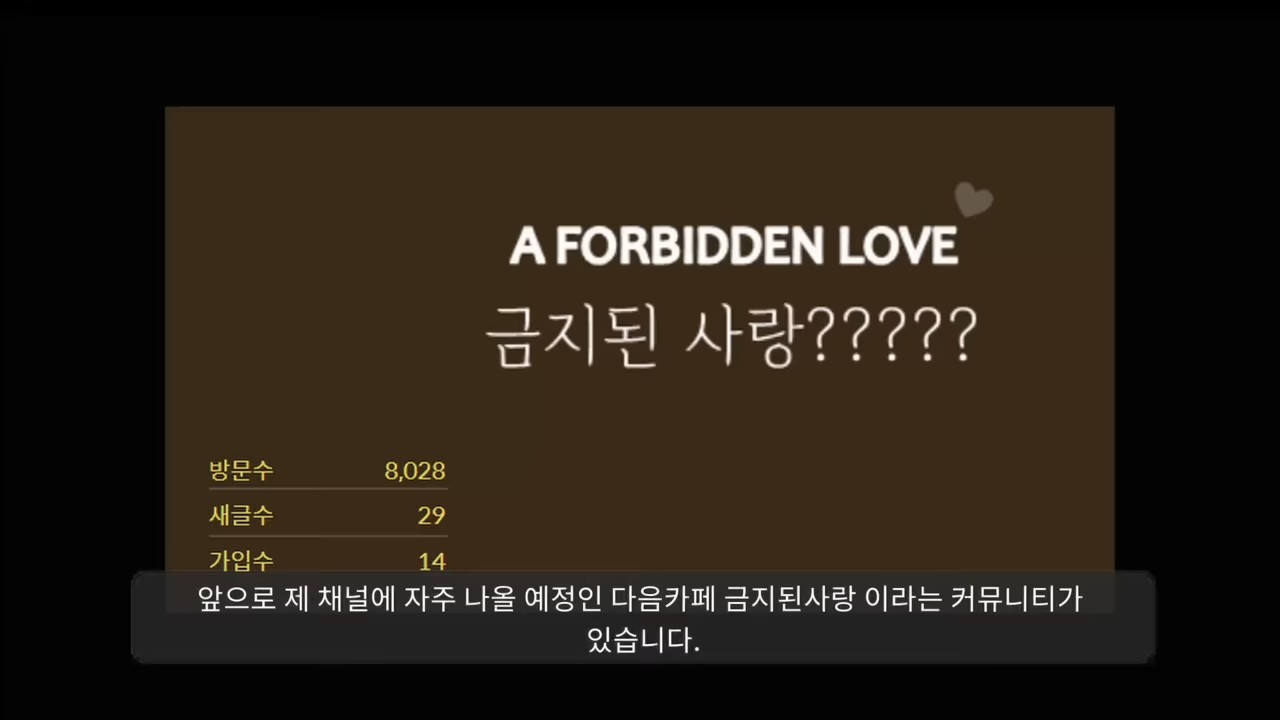 A FORBIDDEN LOVE
금지된 사랑?????
방문수 8,028
새글수 29
가입수 14
앞으로 제 채널에 자주 나올 예정인 다음카페 금지된사랑 이라는 커뮤니티가
있습니다.